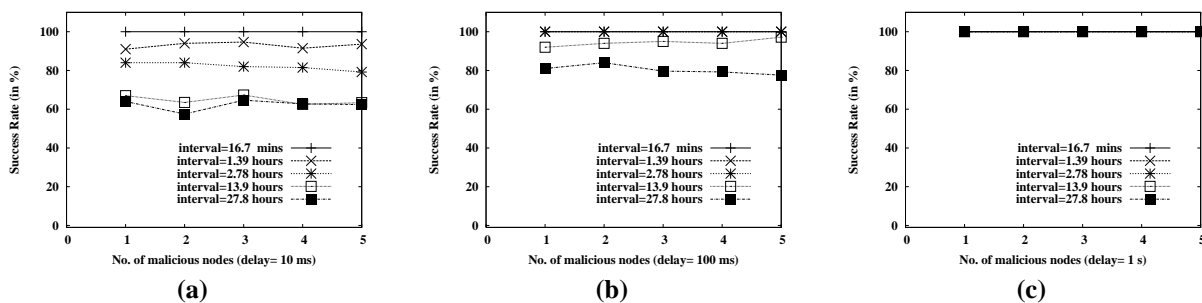 Success Rate (in %)
100
80
60
40
20
0
interval=16.7 mins
interval=1.39 hours
interval=2.78 hours
interval=13.9 hours
interval=27.8 hours
0 1 2 3 4 5
No. of malicious nodes (delay= 10 ms)
(a)
Success Rate (in %)
100
80
60
40
20
0
interval=16.7 mins
interval=1.39 hours
interval=2.78 hours
interval=13.9 hours
interval=27.8 hours
0 1 2 3 4 5
No. of malicious nodes (delay= 100 ms)
(b)
Success Rate (in %)
100
80
60
40
20
0
interval=16.7 mins
interval=1.39 hours
interval=2.78 hours
interval=13.9 hours
interval=27.8 hours
0 1 2 3 4 5
No. of malicious nodes (delay= 1 s)
(c)